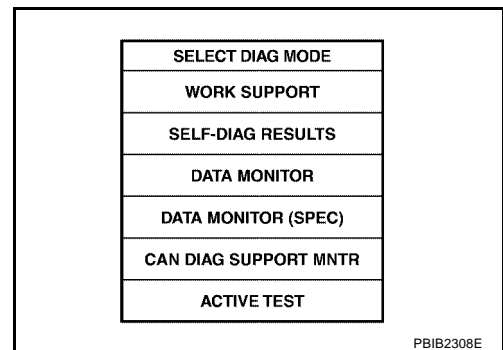 SELECT DIAG MODE
WORK SUPPORT
SELF-DIAG RESULTS
DATA MONITOR
DATA MONITOR (SPEC)
CAN DIAG SUPPORT MNTR
ACTIVE TEST
PBIB2308E